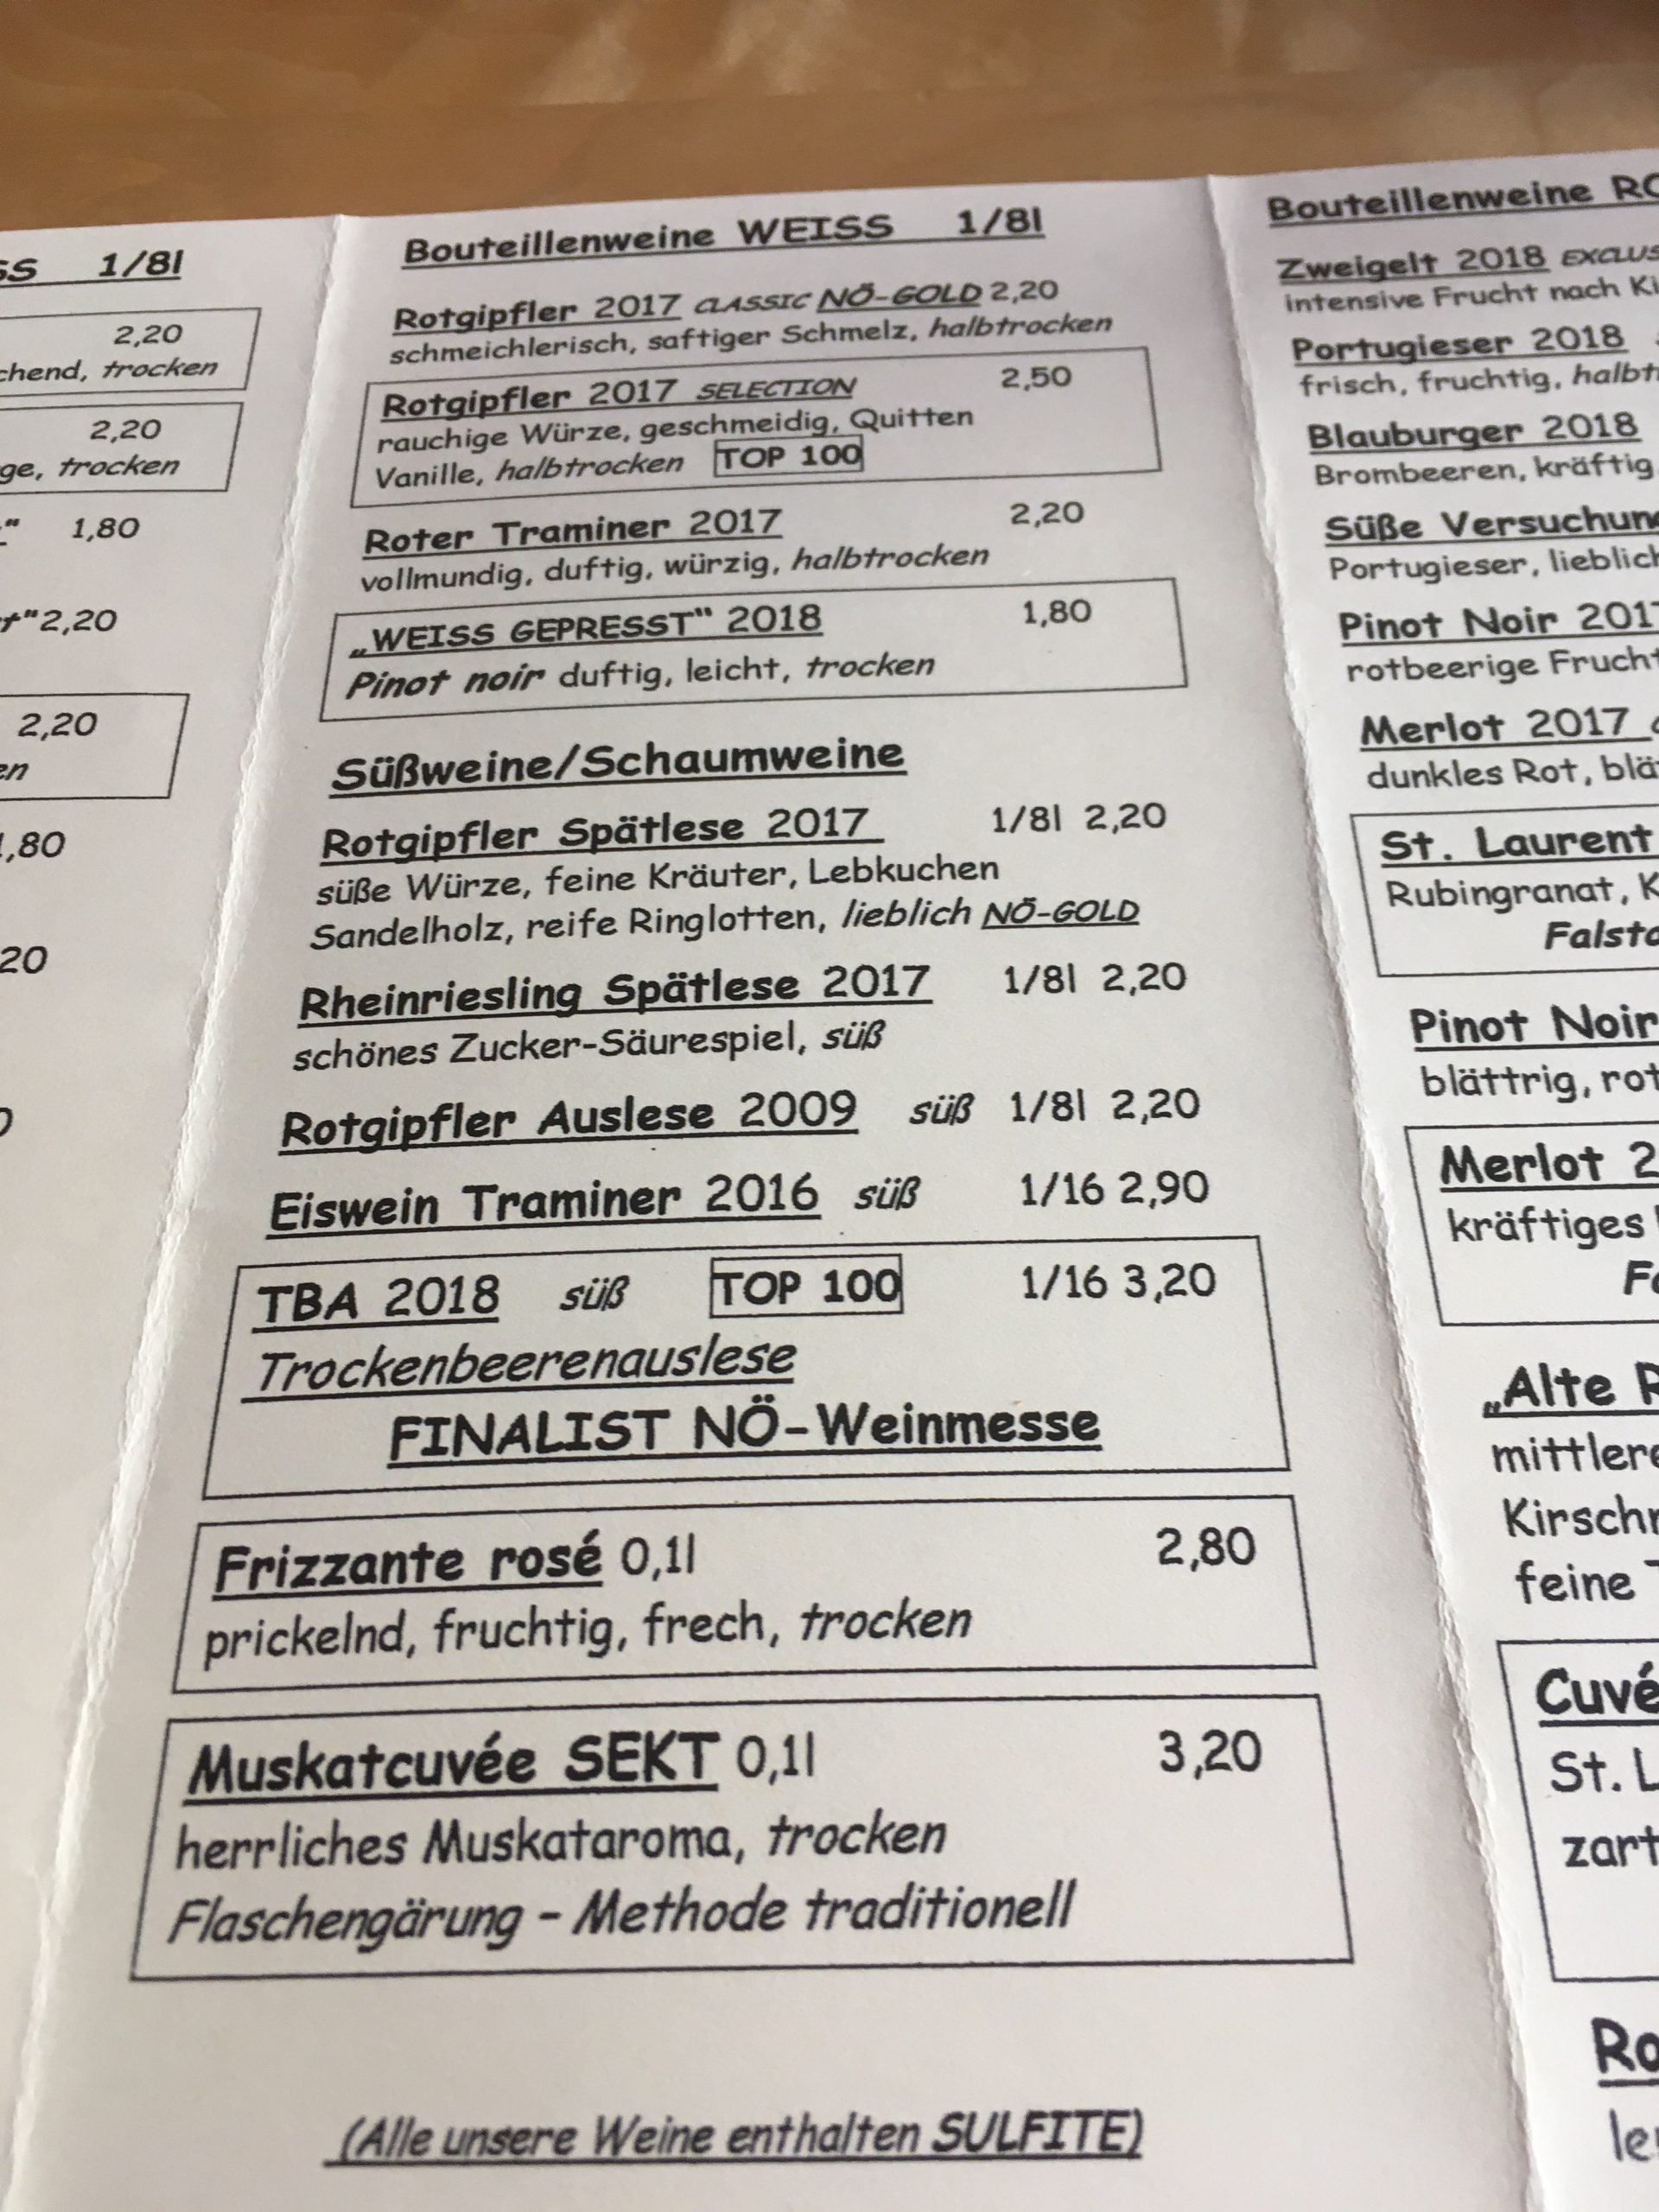 1/8l
2,20
trocken
2,20
trocken
1,80
2,20
2,20
Bouteillenweine WEISS 1/8l
Rotgipfler 2017 CLASSIC NÖ-GOLD 2,20
schmeichlerisch, saftiger Schmelz, halbtrocken
Rotgipfler 2017 SELECTION 2,50
rauchige Würze, geschmeidig, Quitten
Vanille, halbtrocken TOP 100
Roter Traminer 2017 2,20
vollmundig, duftig, würzig, halbtrocken
„WEISS GEPRESST" 2018 1,80
Pinot noir duftig, leicht, trocken
Süßweine/Schaumweine
Rotgipfler Spätlese 2017 1/8l 2,20
süße Würze, feine Kräuter, Lebkuchen
Sandelholz, reife Ringlotten, lieblich NÖ-GOLD
Rheinriesling Spätlese 2017 1/8l 2,20
schönes Zucker-Säurespiel, süß
Rotgipfler Auslese 2009 süß 1/8l 2,20
Eiswein Traminer 2016 süß 1/16 2,90
TBA 2018 süß TOP 100 1/16 3,20
Trockenbeerenauslese
FINALIST NÖ-Weinmesse
Frizzante rosé 0,1l 2,80
prickelnd, fruchtig, frech, trocken
Muskatcuvée SEKT 0,1l 3,20
herrliches Muskataroma, trocken
Flaschengärung - Methode traditionell
(Alle unsere Weine enthalten SULFITE)
Bouteillenweine
Zweigelt 2018
intensive Frucht nach
Portugieser 2018
frisch, fruchtig,
Blauburger 2018
Brombeeren, kräftig
Süße
Portugieser,
Pinot Noir
rotbeerige
Merlot 2017
dunkles Rot,
St. Laurent
Rubingranat,
Pinot Noir
blättrig,
Merlot
kräftiges
„Alte
feine
St.